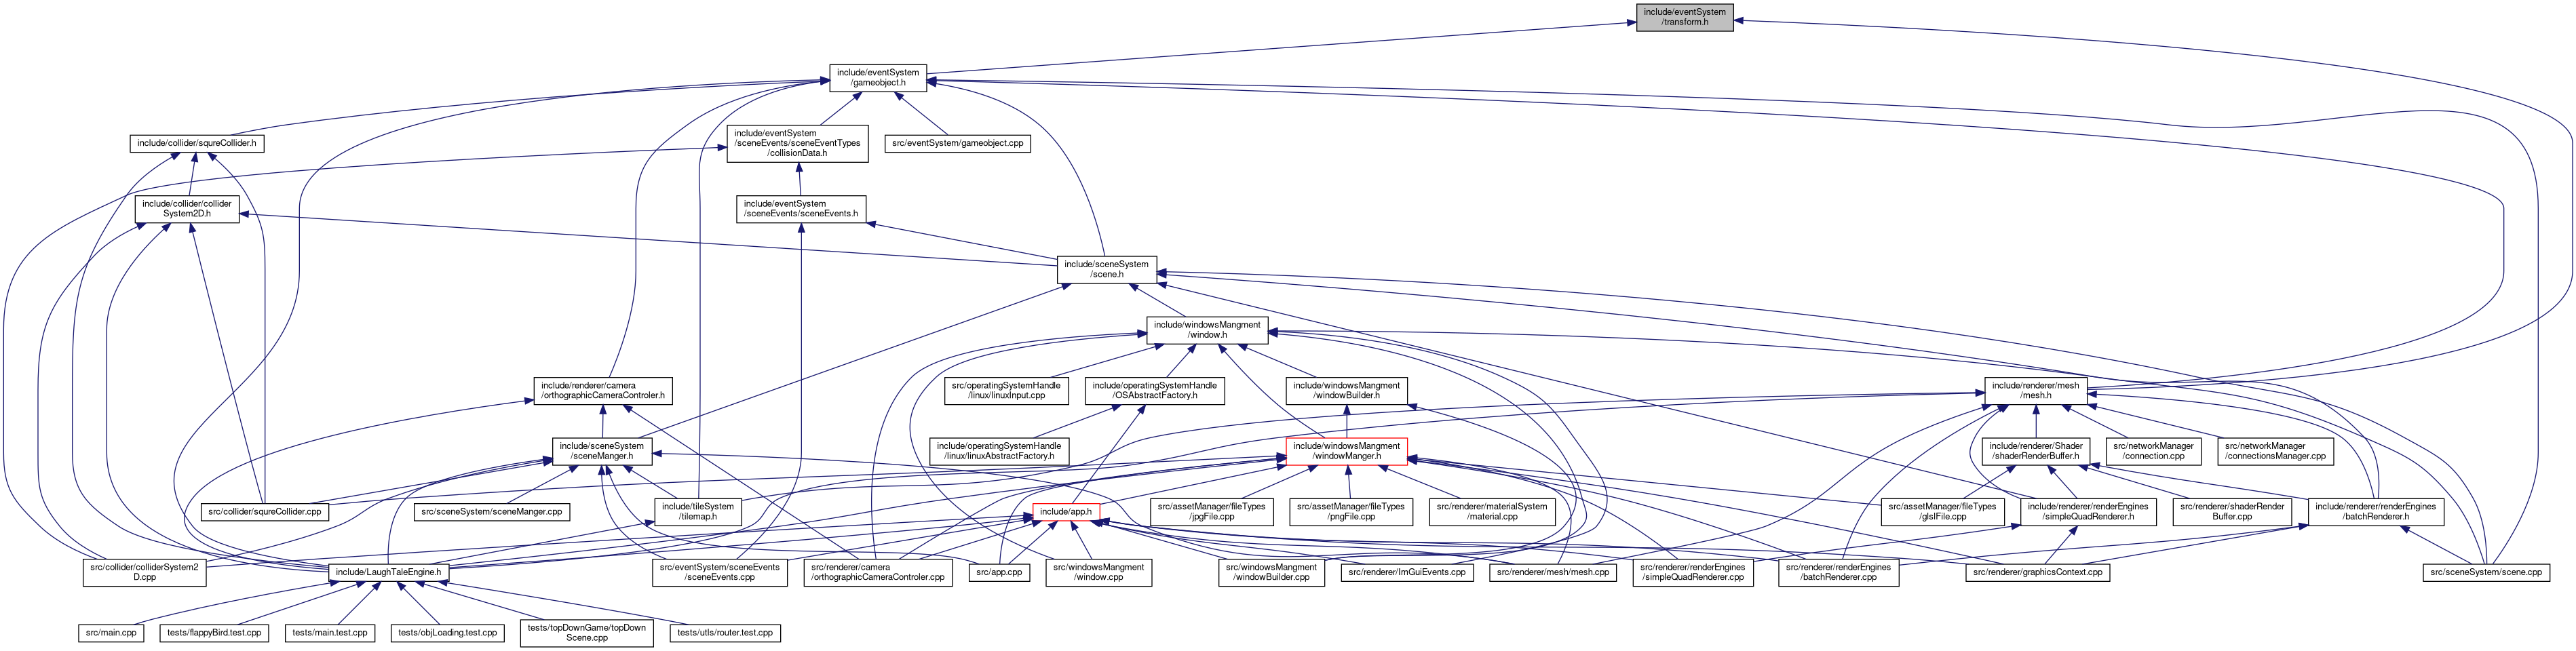 include/eventSystem
/transform.h
include/eventSystem
/gameobject.h
include/collider/squreCollider.h
include/eventSystem
/sceneEvents/sceneEventTypes
/collisionData.h
src/eventSystem/gameobject.cpp
include/collider/collider
System2D.h
include/eventSystem
/sceneEvents/sceneEvents.h
include/sceneSystem
/scene.h
include/windowsMangment
/window.h
include/renderer/camera
/orthographicCameraControler.h
src/operatingSystemHandle
/linux/linuxInput.cpp
include/operatingSystemHandle
/OSAbstractFactory.h
include/windowsMangment
/windowBuilder.h
include/renderer/mesh
/mesh.h
include/sceneSystem
/sceneManger.h
include/operatingSystemHandle
/linux/linuxAbstractFactory.h
include/windowsMangment
/windowManger.h
include/renderer/Shader
/shaderRenderBuffer.h
src/networkManager
/connection.cpp
src/networkManager
/connectionsManager.cpp
src/collider/squreCollider.cpp
src/sceneSystem/sceneManger.cpp
include/tileSystem
/tilemap.h
include/app.h
src/assetManager/fileTypes
/jpgFile.cpp
src/assetManager/fileTypes
/pngFile.cpp
src/renderer/materialSystem
/material.cpp
src/assetManager/fileTypes
/glslFile.cpp
include/renderer/renderEngines
/simpleQuadRenderer.h
src/renderer/shaderRender
Buffer.cpp
include/renderer/renderEngines
/batchRenderer.h
src/collider/colliderSystem2
D.cpp
include/LaughTaleEngine.h
src/eventSystem/sceneEvents
/sceneEvents.cpp
src/renderer/camera
/orthographicCameraControler.cpp
src/app.cpp
src/windowsMangment
/window.cpp
src/windowsMangment
/windowBuilder.cpp
src/renderer/ImGuiEvents.cpp
src/renderer/mesh/mesh.cpp
src/renderer/renderEngines
/simpleQuadRenderer.cpp
src/renderer/renderEngines
/batchRenderer.cpp
src/renderer/graphicsContext.cpp
src/sceneSystem/scene.cpp
src/main.cpp
tests/flappyBird.test.cpp
tests/main.test.cpp
tests/objLoading.test.cpp
tests/topDownGame/topDown
Scene.cpp
tests/utls/router.test.cpp